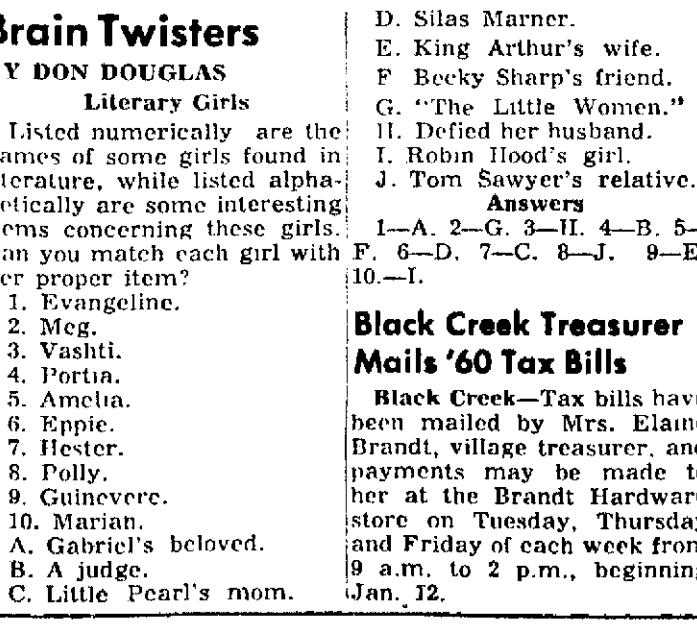 Brain Twisters
Y DON DOUGLAS
Literary Girls
Listed numerically are the
ames of some girls found in
terature, while listed alpha-
etically are some interesting
ems concerning these girls.
an you match each girl with
er proper item?
1. Evangeline.
2. Meg.
3. Vashti.
4. Portia.
5. Amelia.
6. Eppie.
7. Hester.
8. Polly.
9. Guinevere.
10. Marian.
A. Gabriel's beloved.
B. A judge.
C. Little Pearl's mom.
D. Silas Marner.
E. King Arthur's wife.
F Becky Sharp's friend.
G. "The Little Women."
H. Defied her husband.
I. Robin Hood's girl.
J. Tom Sawyer's relative.
Answers
1—A. 2—G. 3—H. 4—B. 5—
F. 6—D. 7—C. 8—J. 9—E
10.—I.
Black Creek Treasurer
Mails '60 Tax Bills
Black Creek—Tax bills have
been mailed by Mrs. Elaine
Brandt, village treasurer, and
payments may be made t
her at the Brandt Hardware
store on Tuesday, Thursday
and Friday of each week from
9 a.m. to 2 p.m., beginning
Jan. 12.